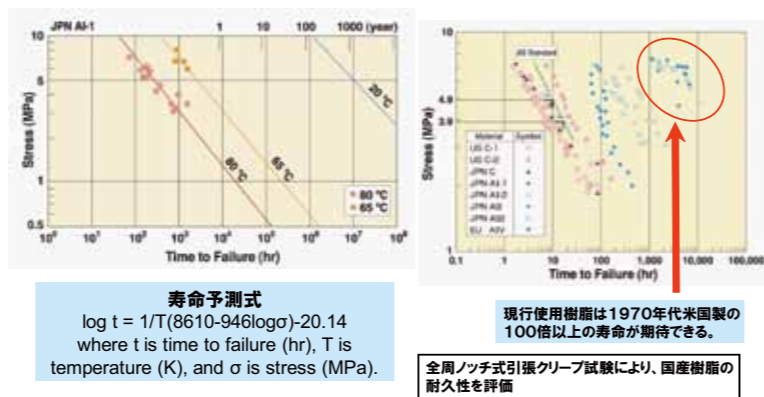 JPN AI-1
1 10 100 1000 (year)
10
5
1
0.5
Stress (MPa)
20 ℃
65 ℃
80 ℃
80 ℃
65 ℃
10⁰ 10¹ 10² 10³ 10⁴ 10⁵ 10⁶ 10⁷ 10⁸
Time to Failure (hr)
寿命予測式
log t = 1/T(8610-946logσ)-20.14
where t is time to failure (hr), T is
temperature (K), and σ is stress (MPa).
10
1
Stress (MPa)
JIS Standard
Material Symbol
US C-1
US C-2
JPN C
JPN AI-1
JPN AI-2
JPN AII
JPN AIII
EU AIV
0.1 1 10 100 1,000 10,000 100,000
Time to Failure (hr)
現行使用樹脂は1970年代米国製の
100倍以上の寿命が期待できる。
全周ノッチ式引張クリープ試験により、国産樹脂の
耐久性を評価